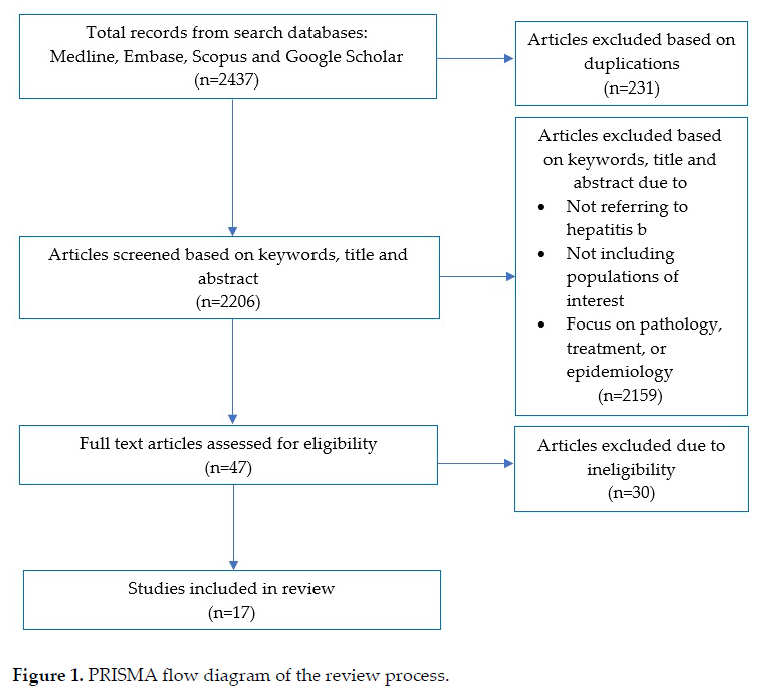 Total records from search databases:
Medline, Embase, Scopus and Google Scholar
(n=2437)
Articles excluded based on
duplications
(n=231)
Articles screened based on keywords, title and
abstract
(n=2206)
Articles excluded based
on keywords, title and
abstract due to
• Not referring to
hepatitis b
• Not including
populations of
interest
• Focus on pathology,
treatment, or
epidemiology
(n=2159)
Full text articles assessed for eligibility
(n=47)
Articles excluded due to
ineligibility
(n=30)
Studies included in review
(n=17)
Figure 1. PRISMA flow diagram of the review process.